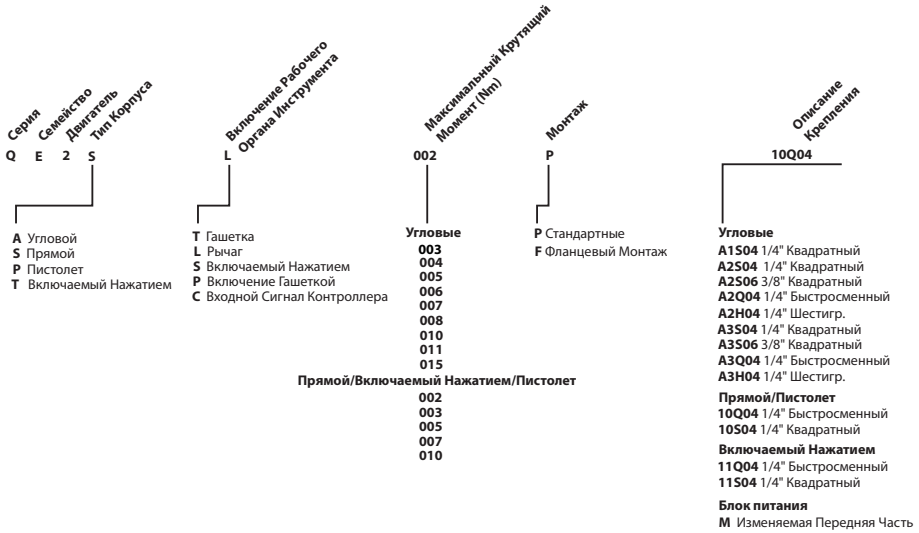 Серия
Семейство
Двигатель
Тип Корпуса
Включение Рабочего
Органа Инструмента
Максимальный Крутящий
Момент (Nm)
Монтаж
Описание
Крепления
Q E 2 S L 002 P 10Q04
A Угловой
S Прямой
P Пистолет
T Включаемый Нажатием
T Гашетка
L Рычаг
S Включаемый Нажатием
P Включение Гашеткой
C Входной Сигнал Контроллера
Угловые
003
004
005
006
007
008
010
011
015
Прямой/Включаемый Нажатием/Пистолет
002
003
005
007
010
P Стандартные
F Фланцевый Монтаж
Угловые
A1S04 1/4" Квадратный
A2S04 1/4" Квадратный
A2S06 3/8" Квадратный
A2Q04 1/4" Быстросменный
A2H04 1/4" Шестигр.
A3S04 1/4" Квадратный
A3S06 3/8" Квадратный
A3Q04 1/4" Быстросменный
A3H04 1/4" Шестигр.
Прямой/Пистолет
10Q04 1/4" Быстросменный
10S04 1/4" Квадратный
Включаемый Нажатием
11Q04 1/4" Быстросменный
11S04 1/4" Квадратный
Блок питания
M Изменяемая Передняя Часть